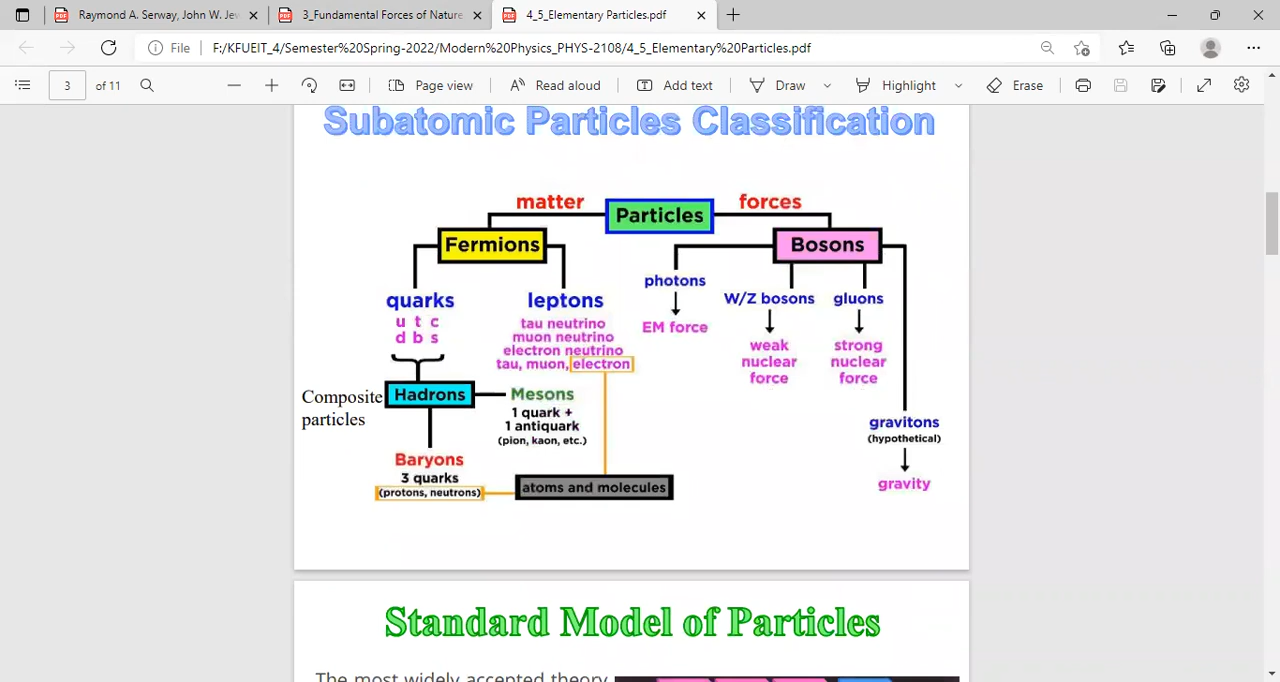 Raymond A. Serway, John W. Jew
3_Fundamental Forces of Nature
4_5_Elementary Particles.pdf
File
F:/KFUEIT_4/Semester%20Spring-2022/Modern%20Physics_PHYS-2108/4_5_Elementary%20Particles.pdf
3 of 11
Page view
Read aloud
Add text
Draw
Highlight
Erase
Subatomic Particles Classification
matter
Particles
forces
Fermions
Bosons
quarks
u t c
d b s
leptons
tau neutrino
muon neutrino
electron neutrino
tau, muon, electron
photons
EM force
W/Z bosons
weak
nuclear
force
gluons
strong
nuclear
force
Composite
particles
Hadrons
Mesons
1 quark +
1 antiquark
(pion, kaon, etc.)
gravitons
(hypothetical)
gravity
Baryons
3 quarks
(protons, neutrons)
atoms and molecules
Standard Model of Particles
The most widely accepted theory